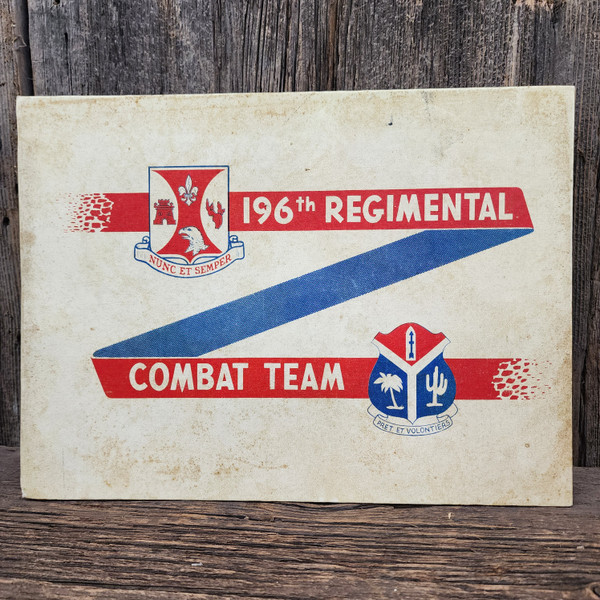 196th REGIMENTAL
NUNC ET SEMPER
COMBAT TEAM
PRET ET VOLONTIERS